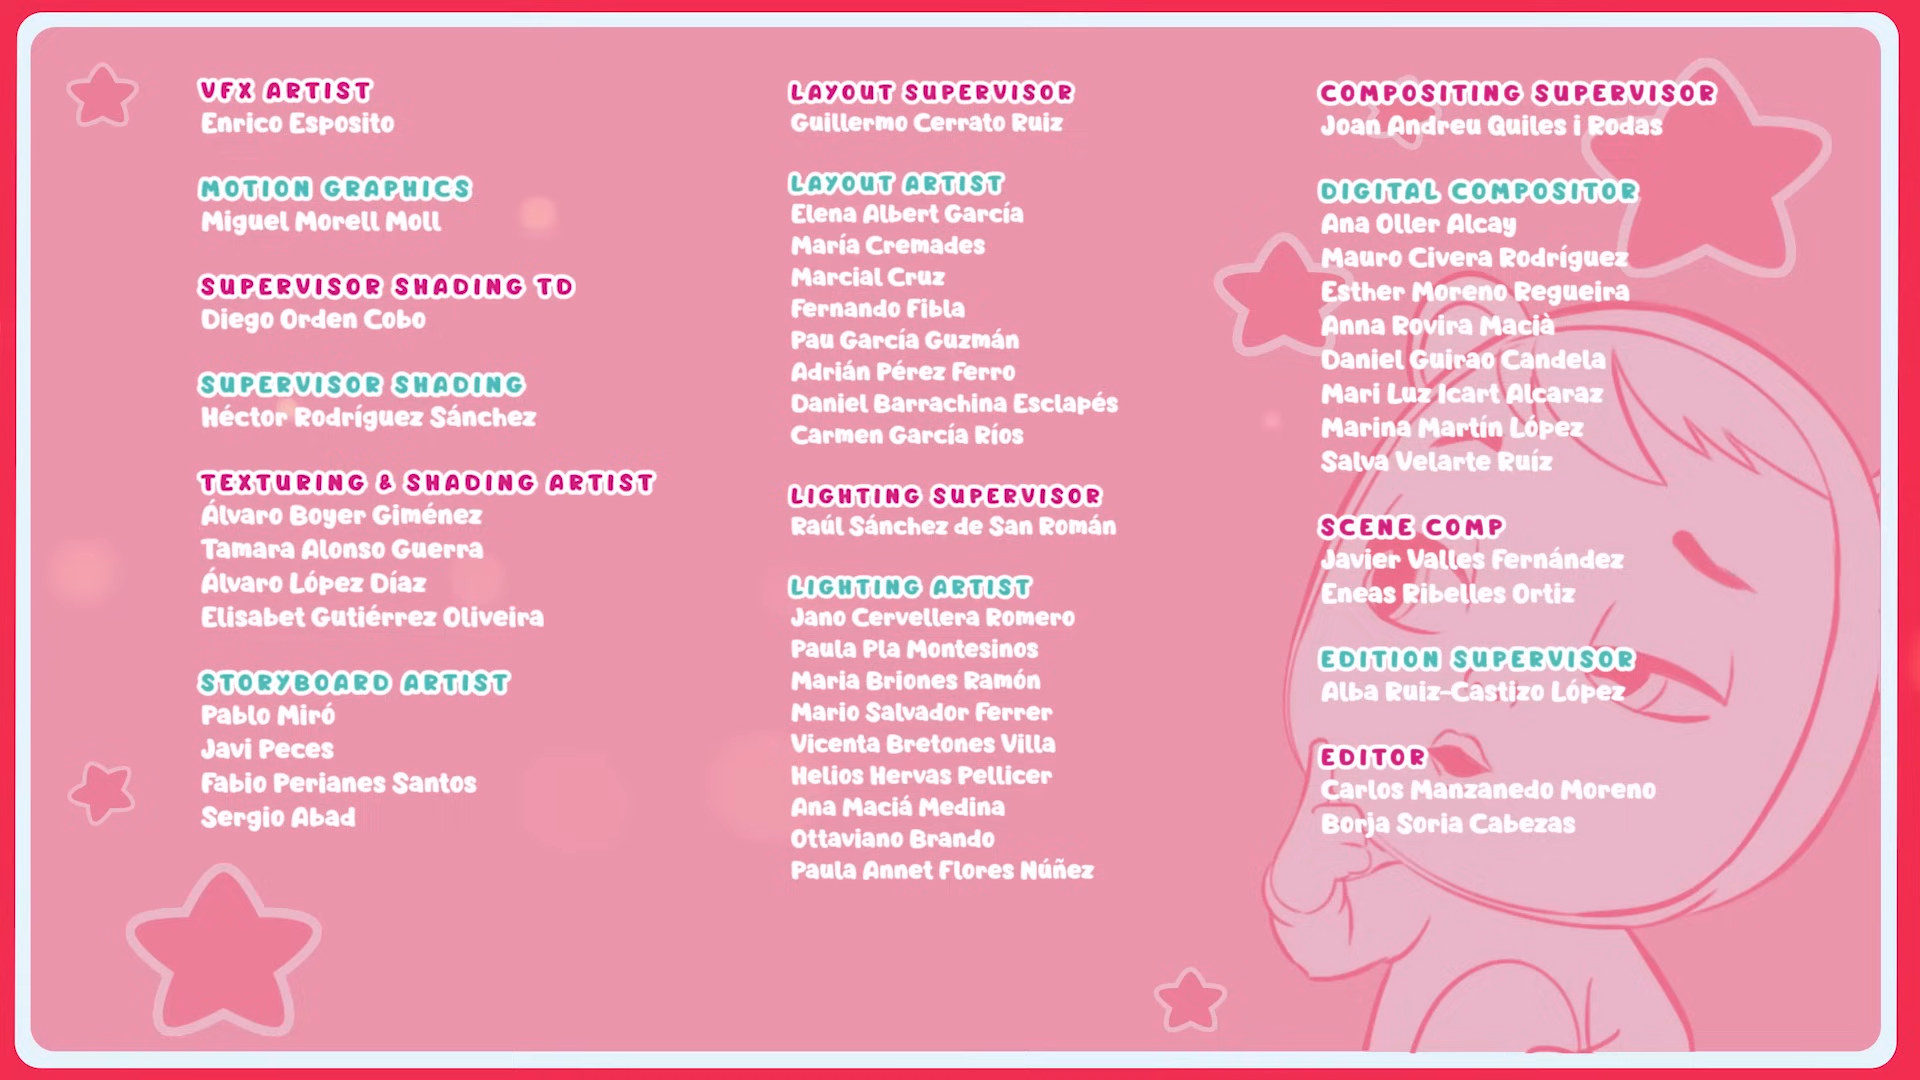 VFX ARTIST
Enrico Esposito
MOTION GRAPHICS
Miguel Morell Moll
SUPERVISOR SHADING TD
Diego Orden Cobo
SUPERVISOR SHADING
Héctor Rodríguez Sánchez
TEXTURING & SHADING ARTIST
Álvaro Boyer Giménez
Tamara Alonso Guerra
Álvaro López Díaz
Elisabet Gutiérrez Oliveira
STORYBOARD ARTIST
Pablo Miró
Javi Peces
Fabio Perianes Santos
Sergio Abad
LAYOUT SUPERVISOR
Guillermo Cerrato Ruiz
LAYOUT ARTIST
Elena Albert García
María Cremades
Marcial Cruz
Fernando Fibla
Pau García Guzmán
Adrián Pérez Ferro
Daniel Barrachina Esclapés
Carmen García Ríos
LIGHTING SUPERVISOR
Raúl Sánchez de San Román
LIGHTING ARTIST
Jano Cervellera Romero
Paula Pla Montesinos
Maria Briones Ramón
Mario Salvador Ferrer
Vicenta Bretones Villa
Helios Hervas Pellicer
Ana Maciá Medina
Ottaviano Brando
Paula Annet Flores Núñez
COMPOSITING SUPERVISOR
Joan Andreu Quiles i Rodas
DIGITAL COMPOSITOR
Ana Oller Alcay
Mauro Civera Rodríguez
Esther Moreno Regueira
Anna Rovira Macià
Daniel Guirao Candela
Mari Luz Icart Alcaraz
Marina Martín López
Salva Velarte Ruíz
SCENE COMP
Javier Valles Fernández
Eneas Ribelles Ortiz
EDITION SUPERVISOR
Alba Ruiz-Castizo López
EDITOR
Carlos Manzanedo Moreno
Borja Soria Cabezas